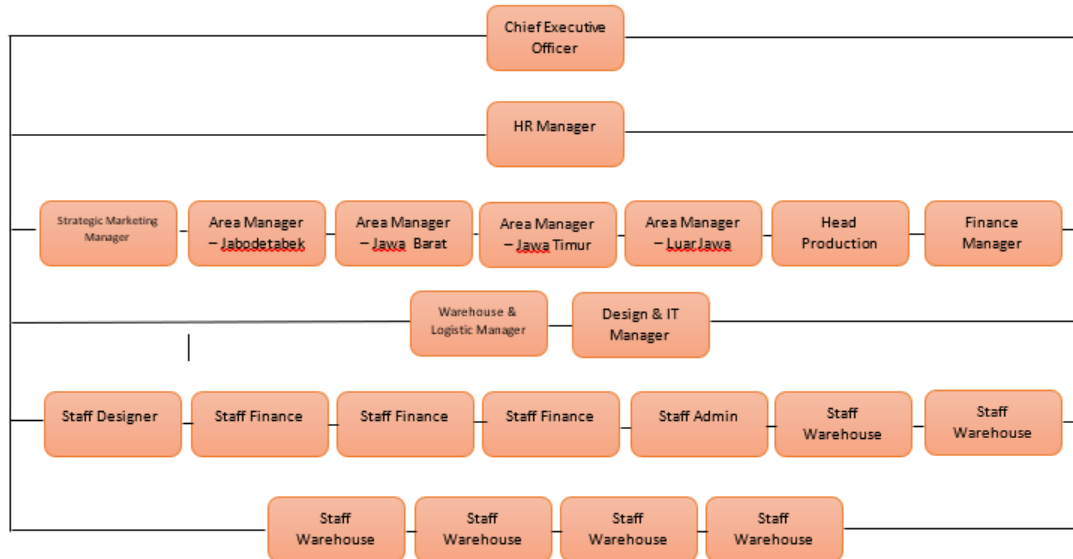 Chief Executive
Officer
HR Manager
Strategic Marketing
Manager
Area Manager
– Jabodetabek
Area Manager
– Jawa Barat
Area Manager
– Jawa Timur
Area Manager
– LuarJawa
Head
Production
Finance
Manager
Warehouse &
Logistic Manager
Design & IT
Manager
Staff Designer
Staff Finance
Staff Finance
Staff Finance
Staff Admin
Staff
Warehouse
Staff
Warehouse
Staff
Warehouse
Staff
Warehouse
Staff
Warehouse
Staff
Warehouse